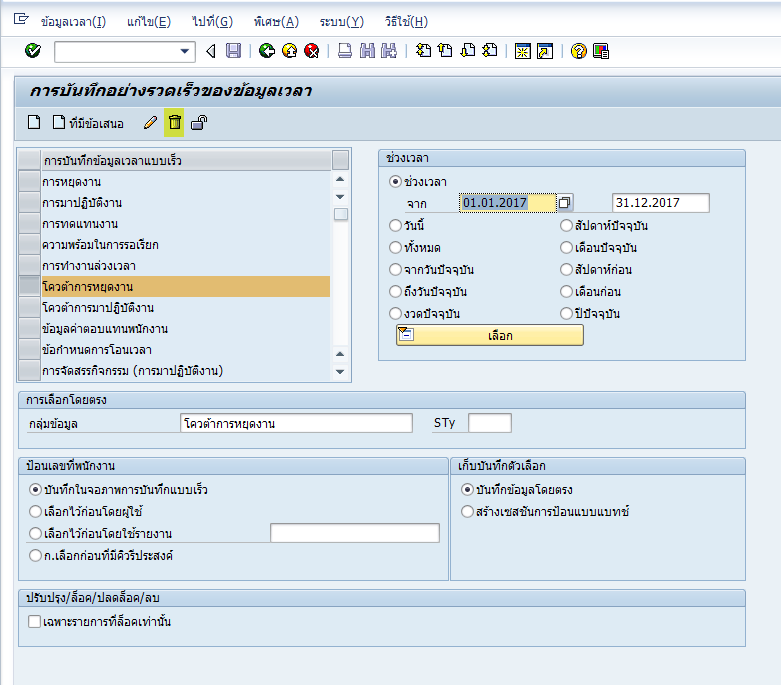 ข้อมูลเวลา(I) แก้ไข(E) ไปที่(G) พิเศษ(A) ระบบ(Y) วิธีใช้(H)
การบันทึกอย่างรวดเร็วของข้อมูลเวลา
ที่มีข้อเสนอ
การบันทึกข้อมูลเวลาแบบเร็ว
การหยุดงาน
การมาปฏิบัติงาน
การทดแทนงาน
ความพร้อมในการรอเรียก
การทำงานล่วงเวลา
โควต้าการหยุดงาน
โควต้าการมาปฏิบัติงาน
ข้อมูลค่าตอบแทนพนักงาน
ข้อกำหนดการโอนเวลา
การจัดสรรกิจกรรม (การมาปฏิบัติงาน)
ช่วงเวลา
ช่วงเวลา
จาก 01.01.2017 31.12.2017
วันนี้ สัปดาห์ปัจจุบัน
ทั้งหมด เดือนปัจจุบัน
จากวันปัจจุบัน สัปดาห์ก่อน
ถึงวันปัจจุบัน เดือนก่อน
งวดปัจจุบัน ปีปัจจุบัน
เลือก
การเลือกโดยตรง
กลุ่มข้อมูล โควต้าการหยุดงาน STy
ป้อนเลขที่พนักงาน
บันทึกในจอภาพการบันทึกแบบเร็ว
เลือกไว้ก่อนโดยผู้ใช้
เลือกไว้ก่อนโดยใช้รายงาน
ก.เลือกก่อนที่มีคิวรีประสงค์
เก็บบันทึกตัวเลือก
บันทึกข้อมูลโดยตรง
สร้างเซสชันการป้อนแบบแบทช์
ปรับปรุง/ล็อค/ปลดล็อค/ลบ
เฉพาะรายการที่ล็อคเท่านั้น